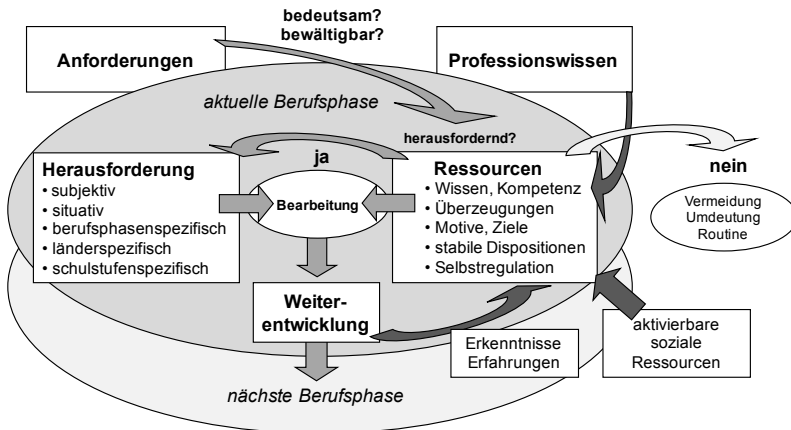 bedeutsam?
bewältigbar?
Anforderungen
Professionswissen
aktuelle Berufsphase
herausfordernd?
ja
nein
Herausforderung
• subjektiv
• situativ
• berufsphasenspezifisch
• länderspezifisch
• schulstufenspezifisch
Bearbeitung
Ressourcen
• Wissen, Kompetenz
• Überzeugungen
• Motive, Ziele
• stabile Dispositionen
• Selbstregulation
Vermeidung
Umdeutung
Routine
Weiter-
entwicklung
Erkenntnisse
Erfahrungen
aktivierbare
soziale
Ressourcen
nächste Berufsphase